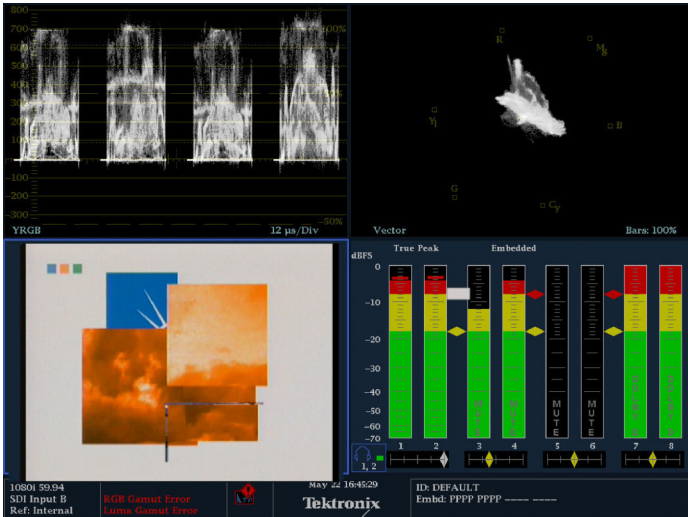 800
700
600
500
400
300
200
100
0
-100
-200
-300
100%
50%
-50%
YRGB
12 µs/Div
R
Mg
B
Cy
G
Yl
Vector
Bars: 100%
True Peak
Embedded
dBFS
0
-10
-20
-30
-40
-50
-60
-70
MUTE
MUTE
1 2 3 4 5 6 7 8
1, 2
1080i 59.94
SDI Input B
Ref: Internal
RGB Gamut Error
Luma Gamut Error
May 22 16:45:29
Tektronix
ID: DEFAULT
Embd: PPPP PPPP ---- ----